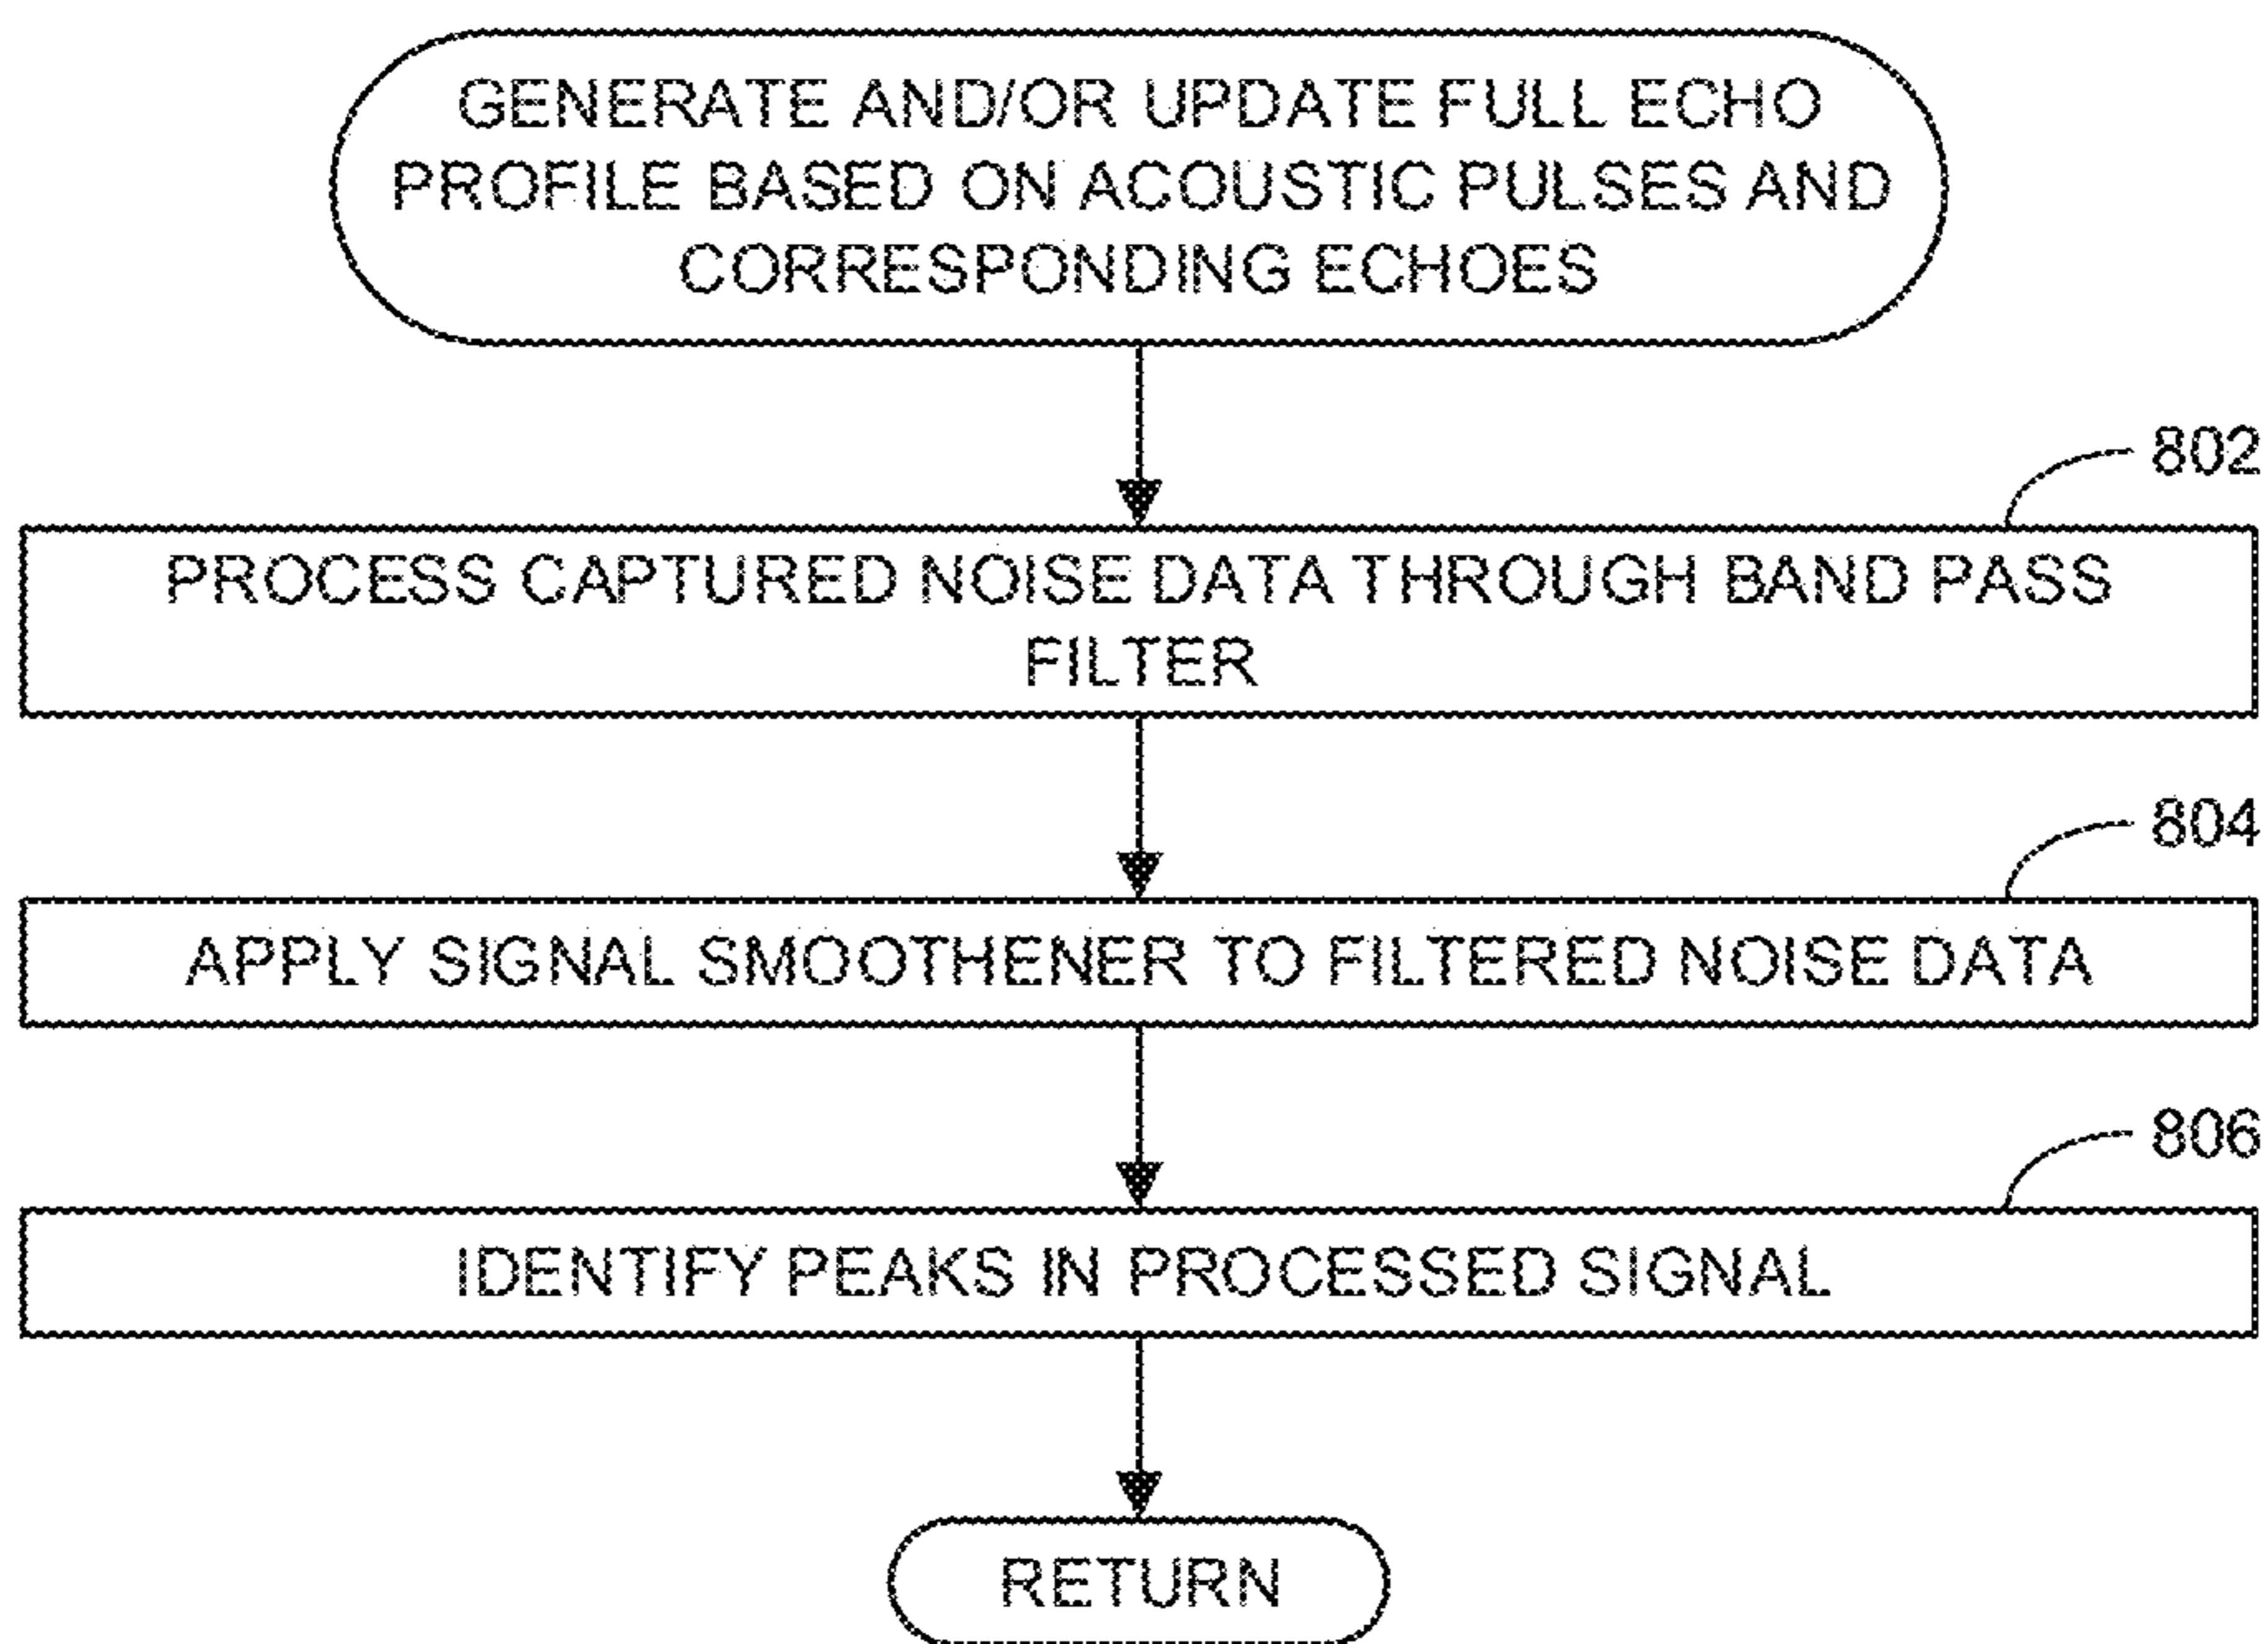 GENERATE AND/OR UPDATE FULL ECHO
PROFILE BASED ON ACOUSTIC PULSES AND
CORRESPONDING ECHOES
802
PROCESS CAPTURED NOISE DATA THROUGH BAND PASS
FILTER
804
APPLY SIGNAL SMOOTHENER TO FILTERED NOISE DATA
806
IDENTIFY PEAKS IN PROCESSED SIGNAL
RETURN